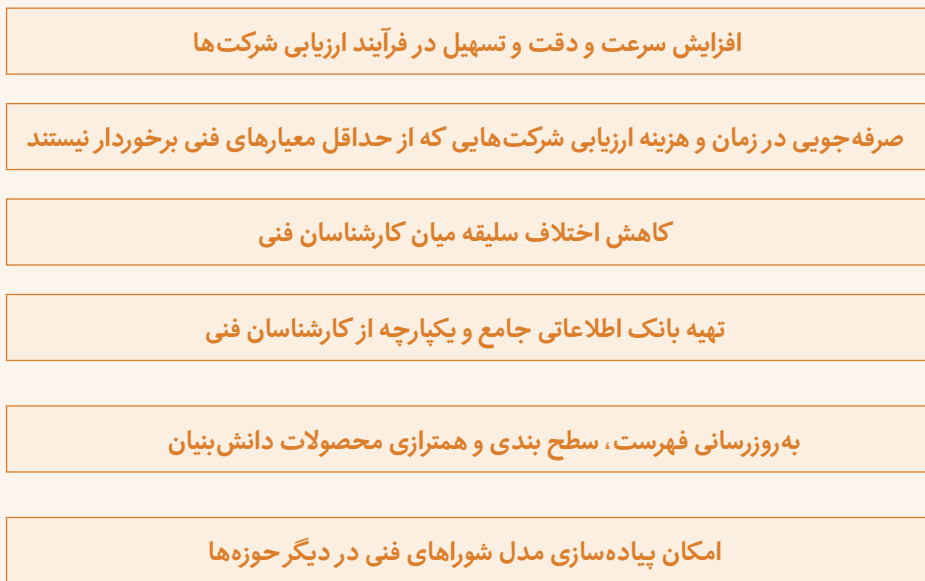 افزایش سرعت و دقت و تسهیل در فرآیند ارزیابی شرکت‌ها
صرفه‌جویی در زمان و هزینه ارزیابی شرکت‌هایی که از حداقل معیارهای فنی برخوردار نیستند
کاهش اختلاف سلیقه میان کارشناسان فنی
تهیه بانک اطلاعاتی جامع و یکپارچه از کارشناسان فنی
به‌روزرسانی فهرست، سطح بندی و همترازی محصولات دانش‌بنیان
امکان پیاده‌سازی مدل شوراهای فنی در دیگر حوزه‌ها